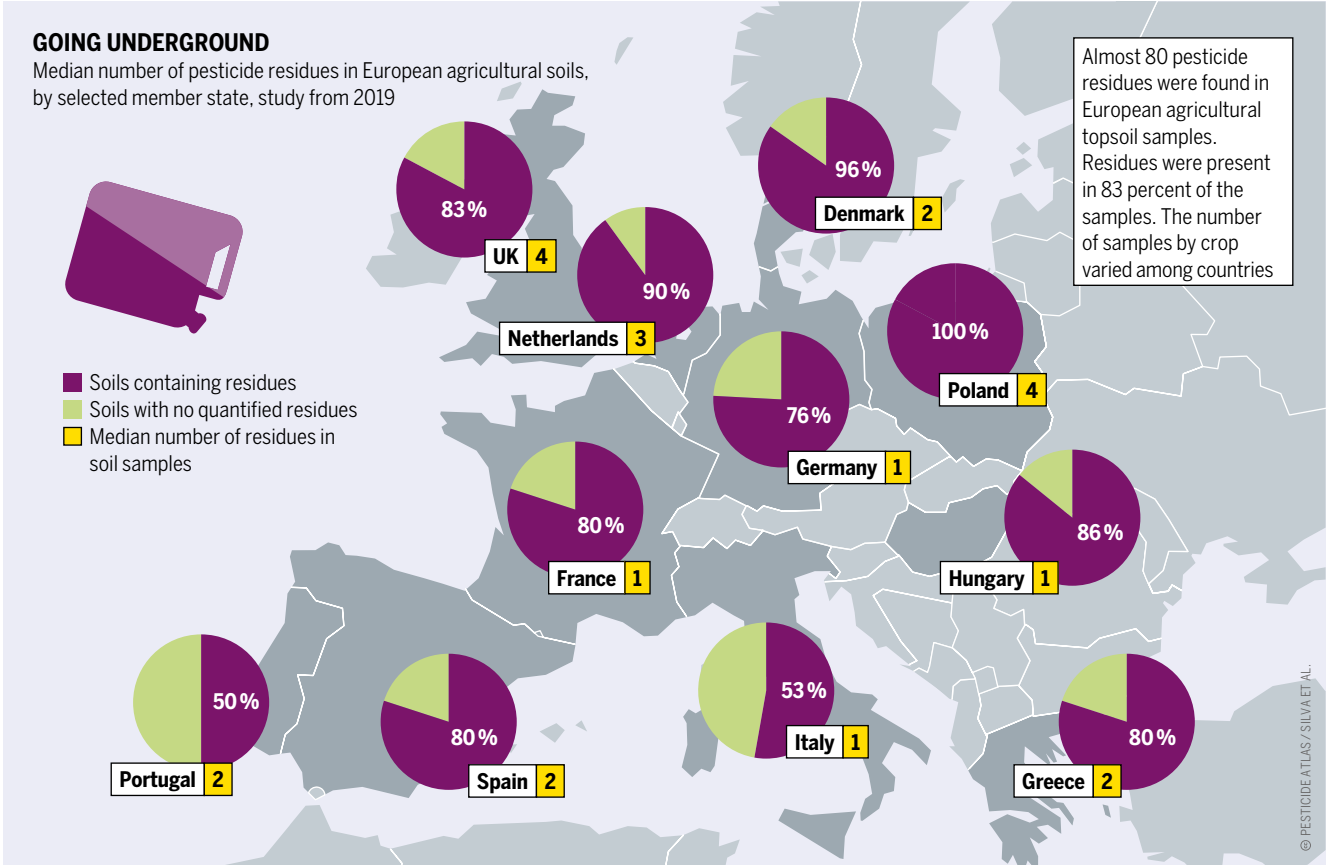 GOING UNDERGROUND
Median number of pesticide residues in European agricultural soils,
by selected member state, study from 2019
Almost 80 pesticide
residues were found in
European agricultural
topsoil samples.
Residues were present
in 83 percent of the
samples. The number
of samples by crop
varied among countries
96 %
Denmark 2
83 %
UK 4
90 %
Netherlands 3
100 %
Poland 4
Soils containing residues
Soils with no quantified residues
Median number of residues in
soil samples
76 %
Germany 1
80 %
France 1
86 %
Hungary 1
50 %
Portugal 2
80 %
Spain 2
53 %
Italy 1
80 %
Greece 2
PESTICIDE ATLAS / SILVA ET AL.